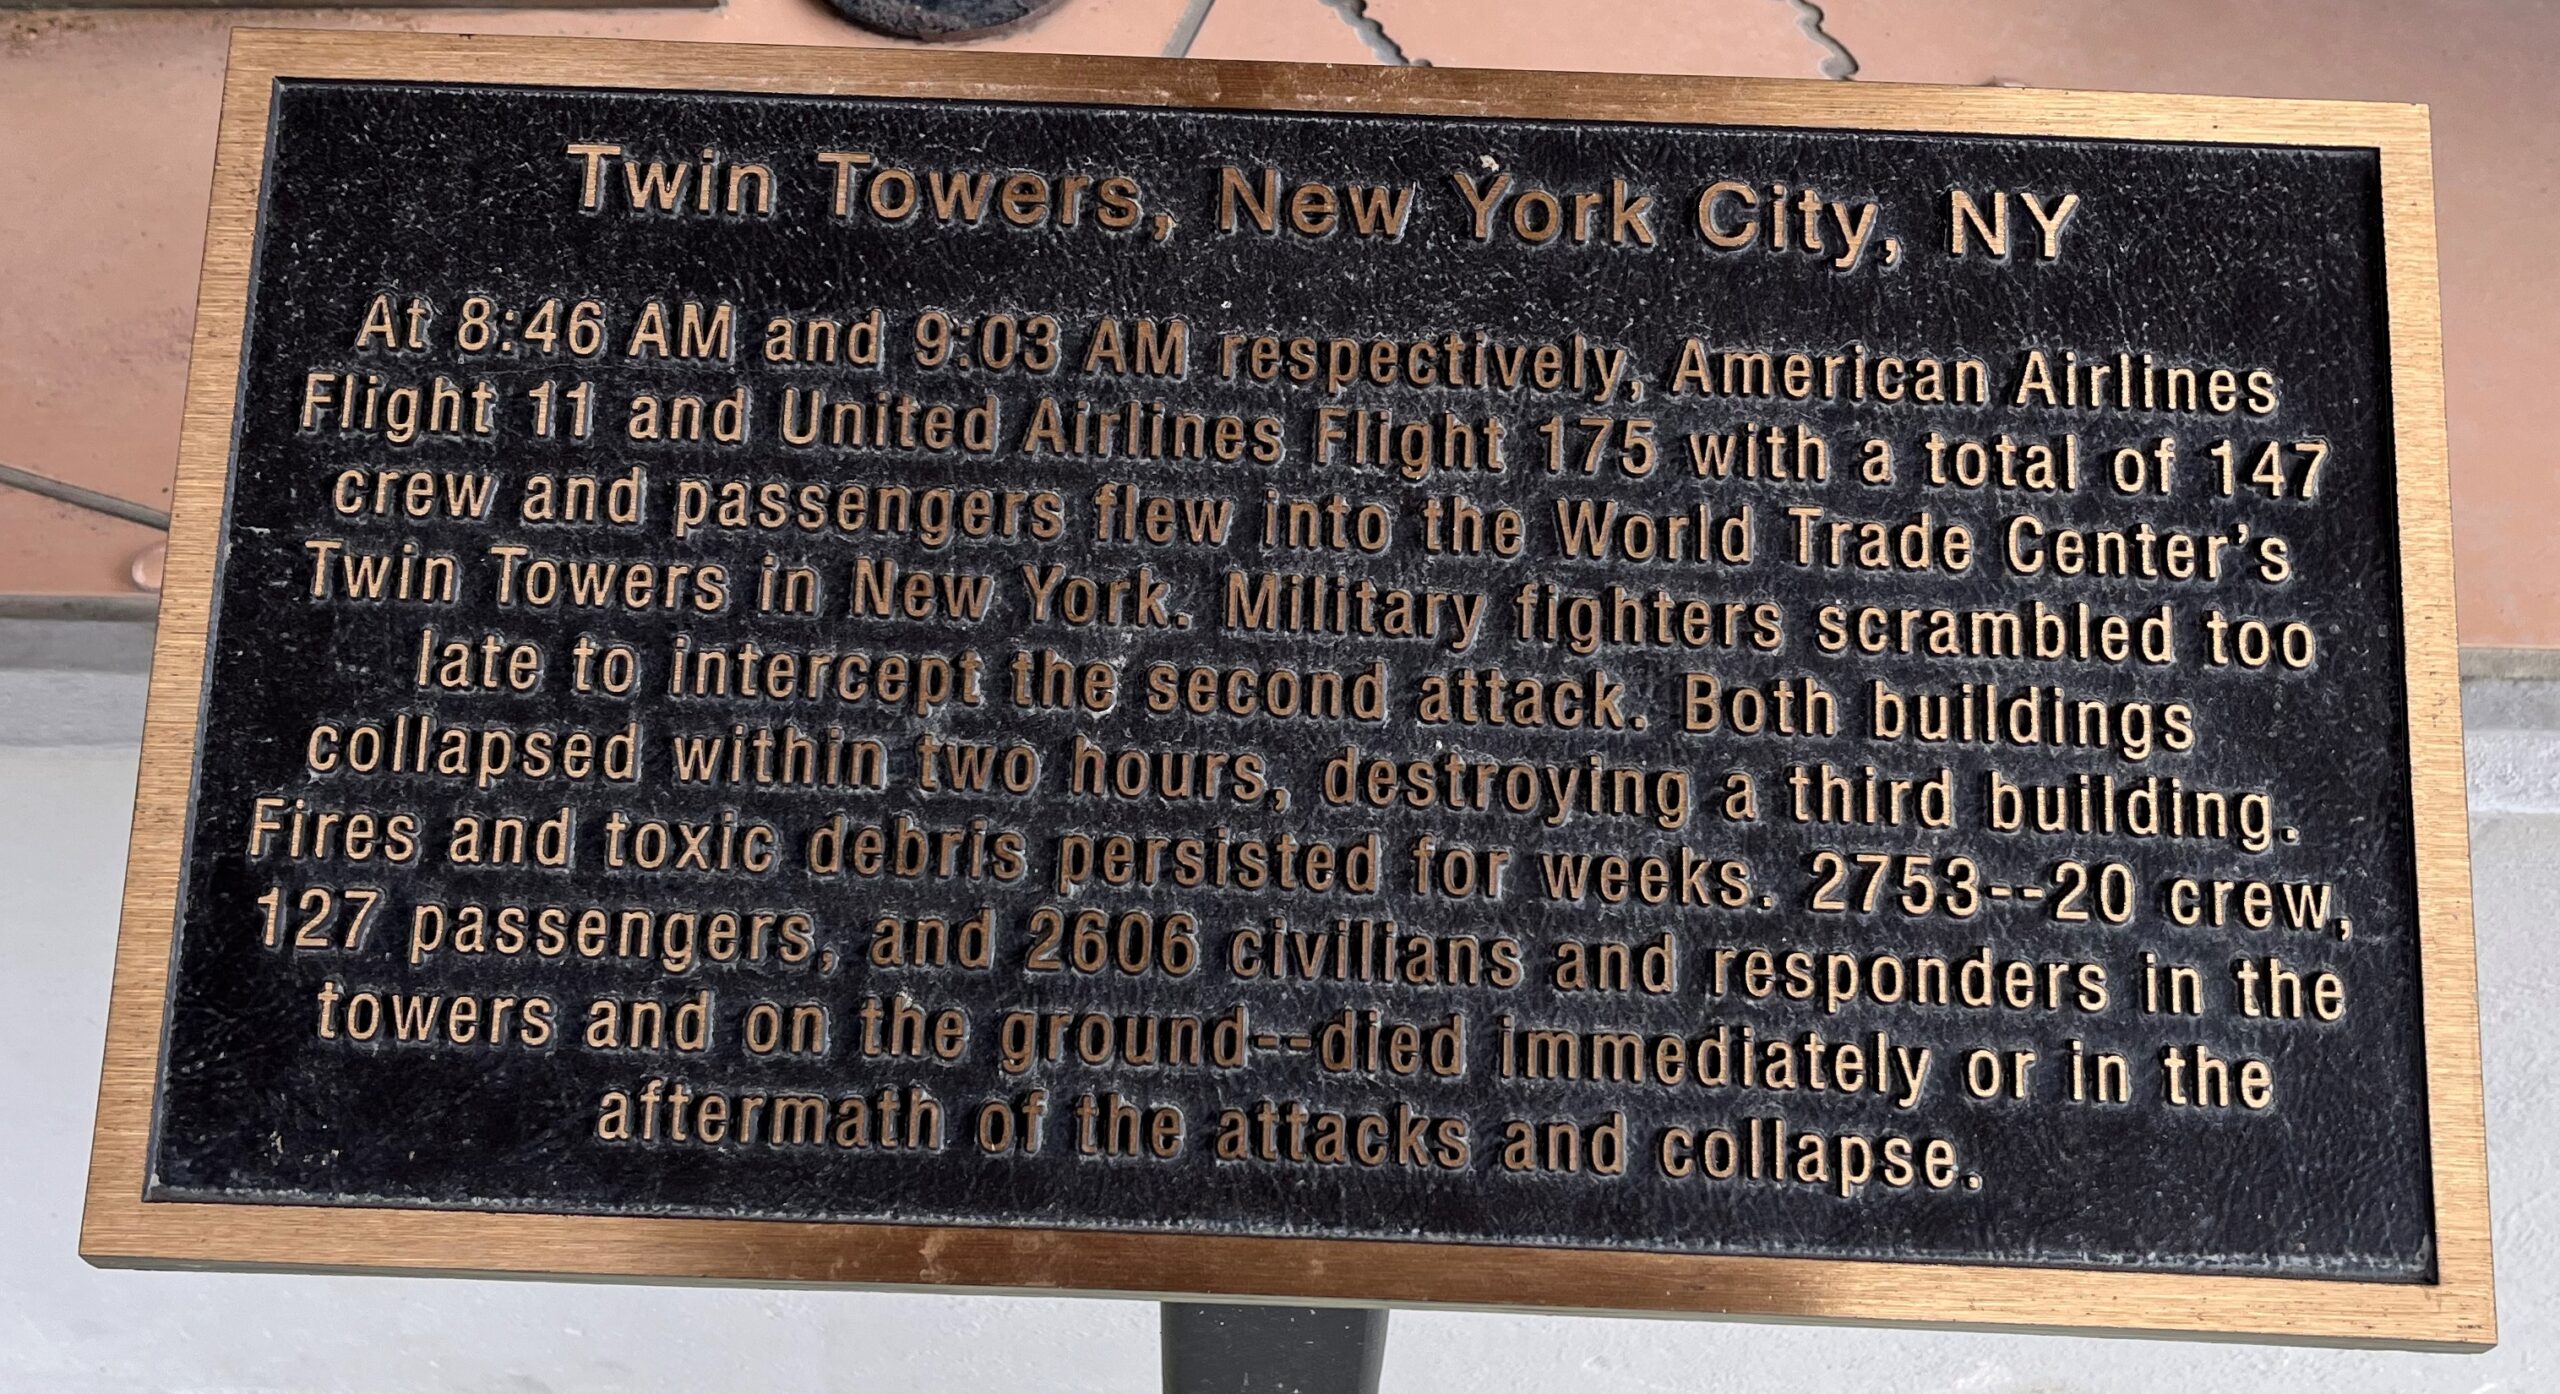 Twin Towers, New York City, NY
At 8:46 AM and 9:03 AM respectively, American Airlines
Flight 11 and United Airlines Flight 175 with a total of 147
crew and passengers flew into the World Trade Center's
Twin Towers in New York. Military fighters scrambled too
late to intercept the second attack. Both buildings
collapsed within two hours, destroying a third building.
Fires and toxic debris persisted for weeks. 2753--20 crew,
127 passengers, and 2606 civilians and responders in the
towers and on the ground--died immediately or in the
aftermath of the attacks and collapse.